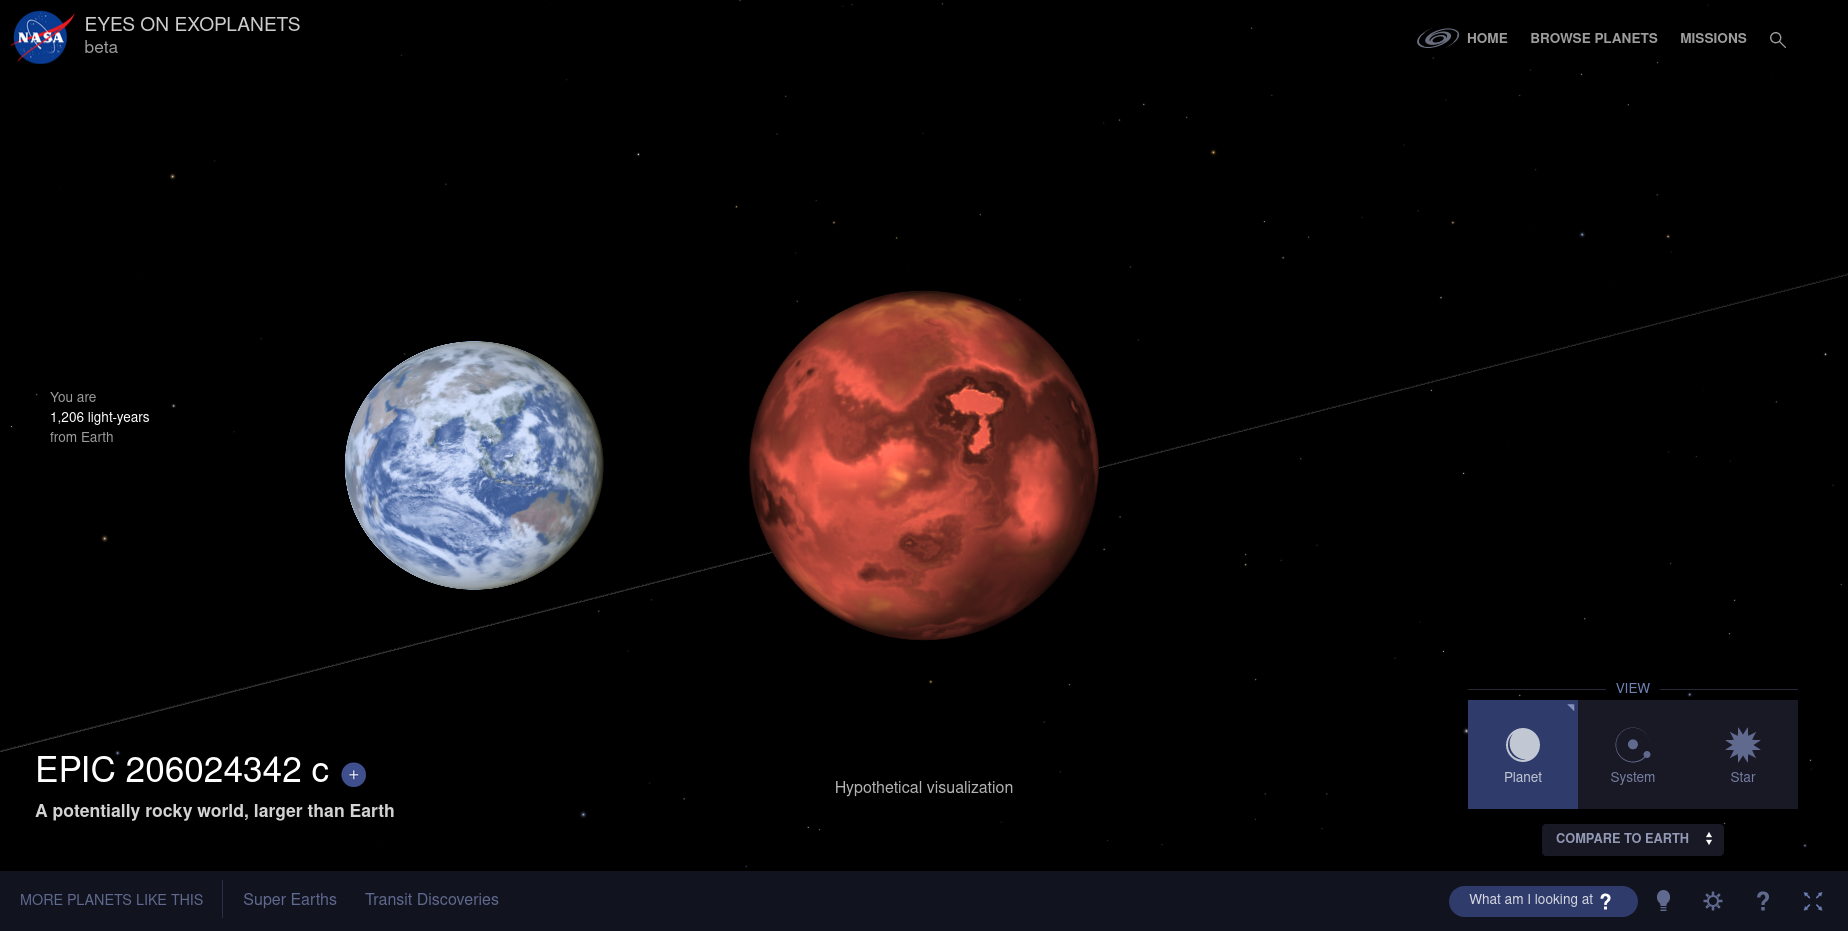 NASA
EYES ON EXOPLANETS
beta
HOME
BROWSE PLANETS
MISSIONS
You are
1,206 light-years
from Earth
EPIC 206024342 c +
A potentially rocky world, larger than Earth
Hypothetical visualization
VIEW
Planet
System
Star
COMPARE TO EARTH
MORE PLANETS LIKE THIS
Super Earths
Transit Discoveries
What am I looking at ?
?